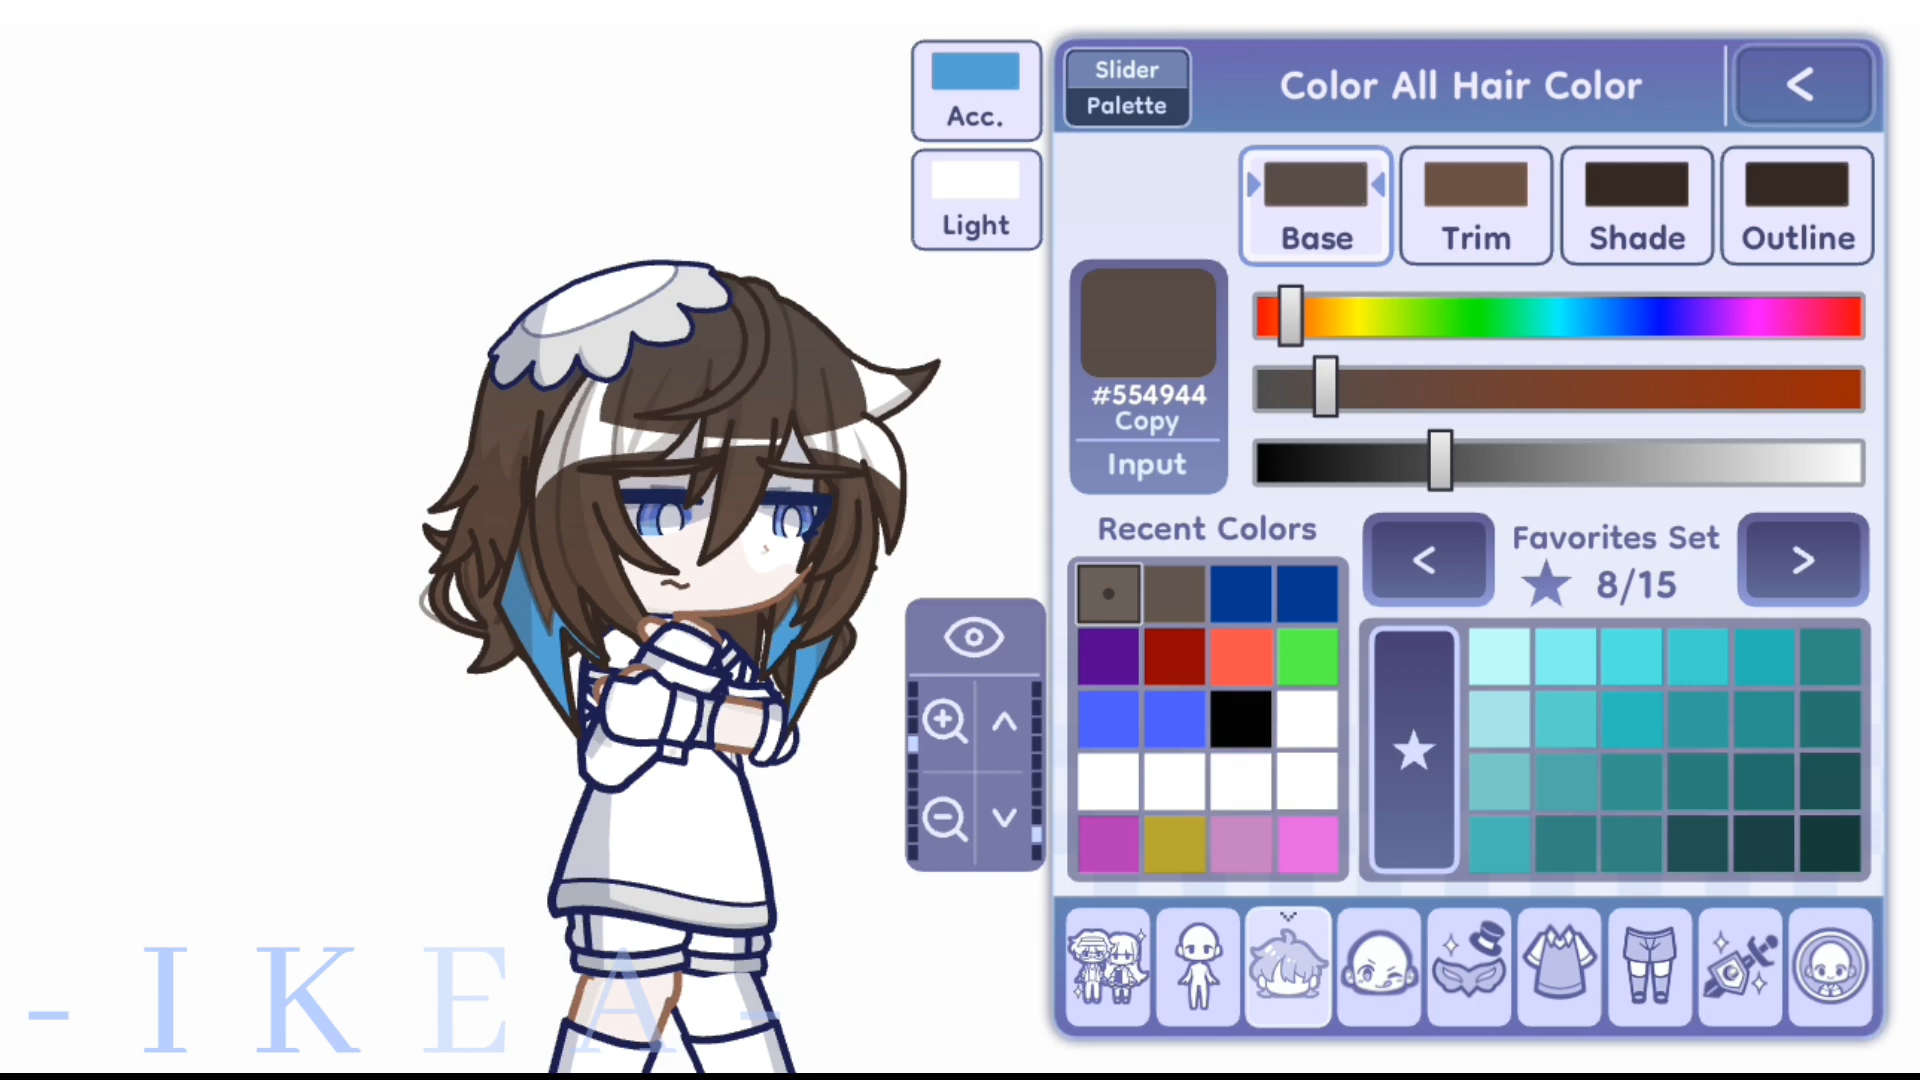 Acc.
Light
Slider
Palette
Color All Hair Color
<
Base
Trim
Shade
Outline
#554944
Copy
Input
Recent Colors
<
Favorites Set
8/15
>
- I K E A -